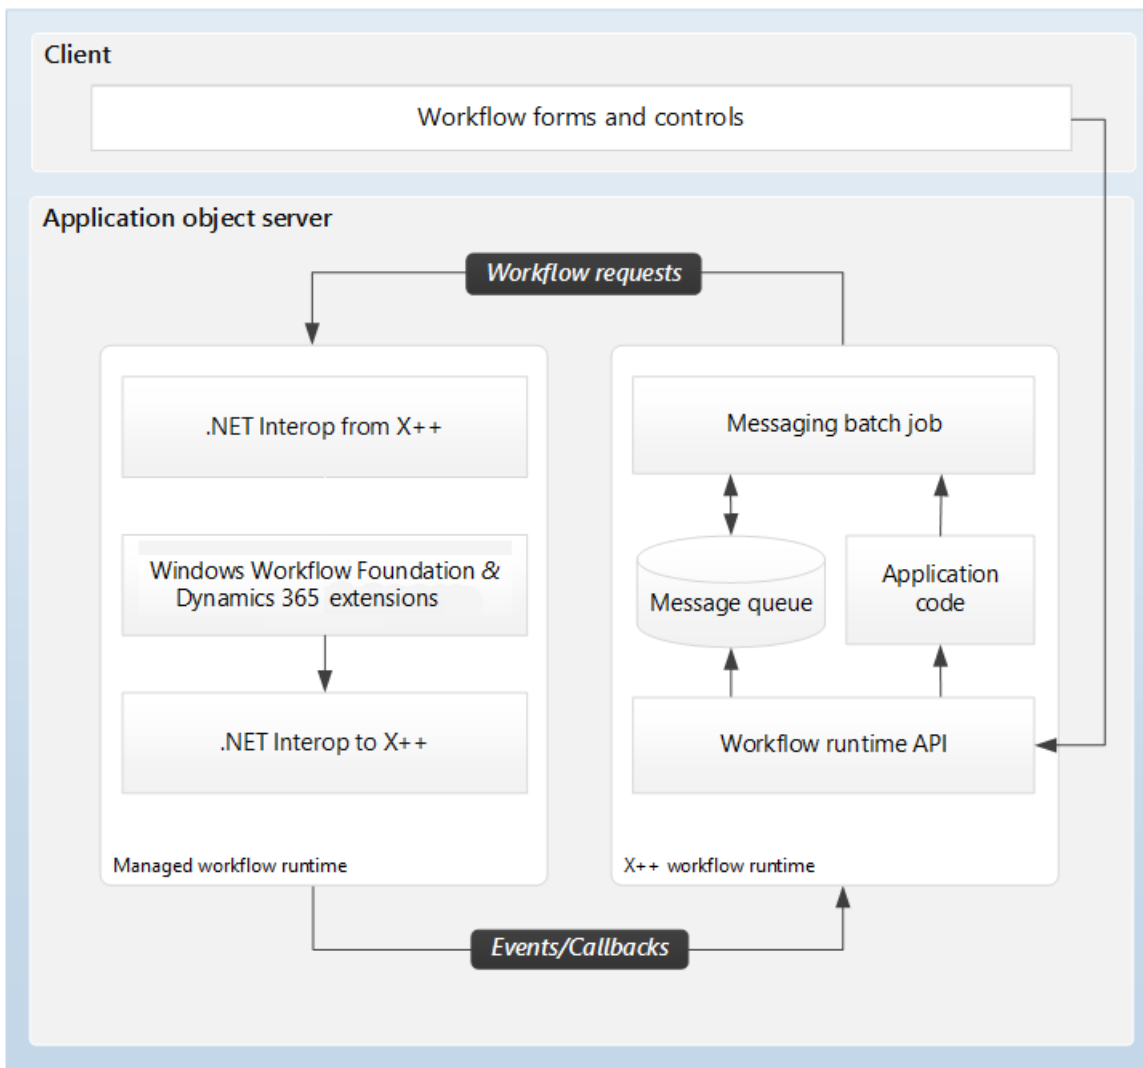 Client
Workflow forms and controls
Application object server
Workflow requests
.NET Interop from X++
Windows Workflow Foundation &
Dynamics 365 extensions
.NET Interop to X++
Managed workflow runtime
Messaging batch job
Message queue
Application
code
Workflow runtime API
X++ workflow runtime
Events/Callbacks